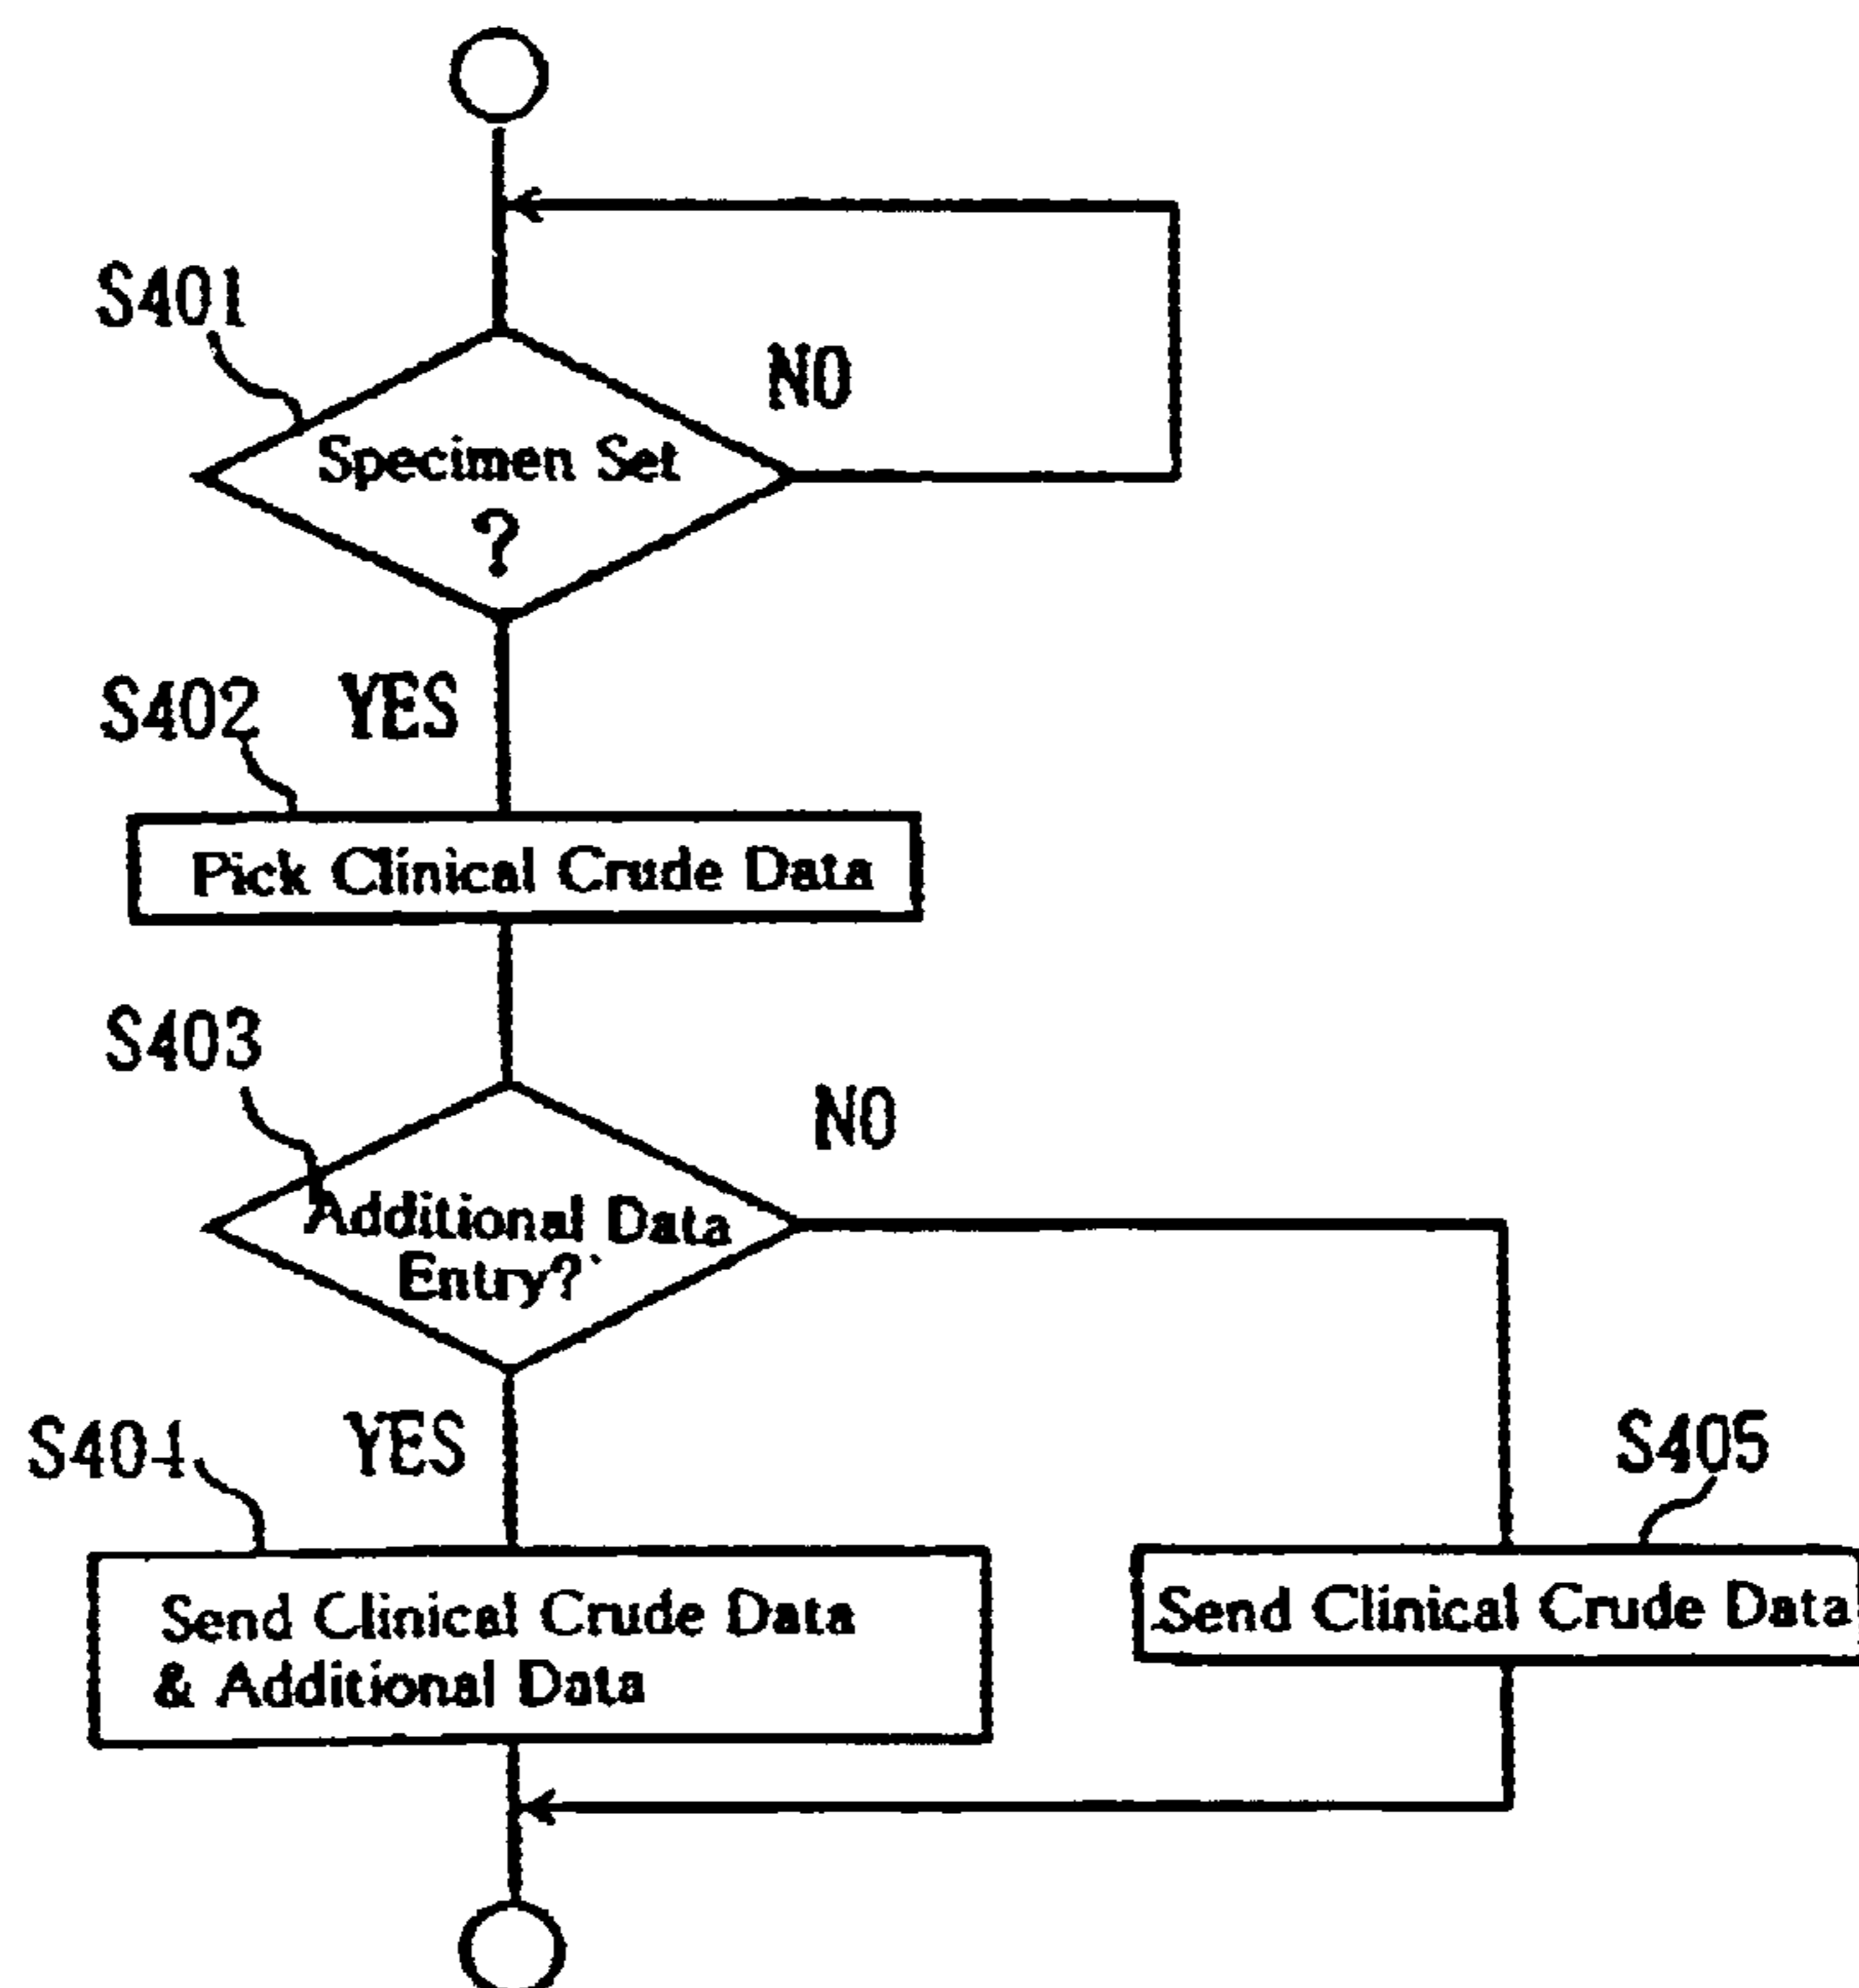 S401
NO
Specimen Set
?
S402
YES
Pick Clinical Crude Data
S403
NO
Additional Data
Entry?
S404
YES
S405
Send Clinical Crude Data
& Additional Data
Send Clinical Crude Data